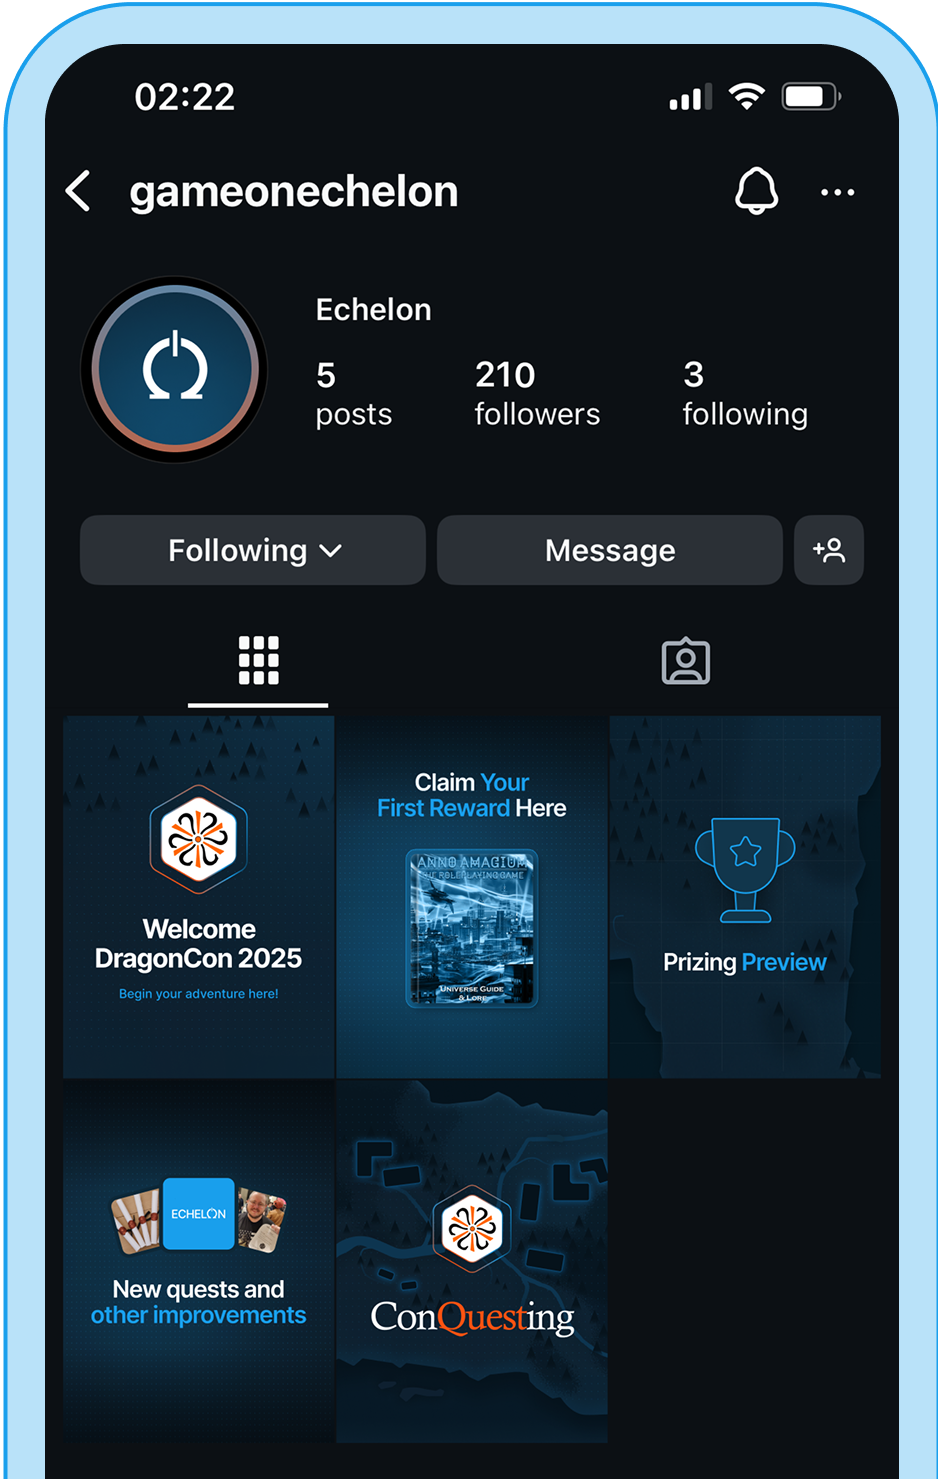 02:22
gameonechelon
Echelon
5
posts
210
followers
3
following
Following
Message
Welcome
DragonCon 2025
Begin your adventure here!
Claim Your
First Reward Here
ANNO AMAGIUM
THE ROLEPLAYING GAME
UNIVERSE GUIDE
& LORE
Prizing Preview
ECHELON
New quests and
other improvements
ConQuesting